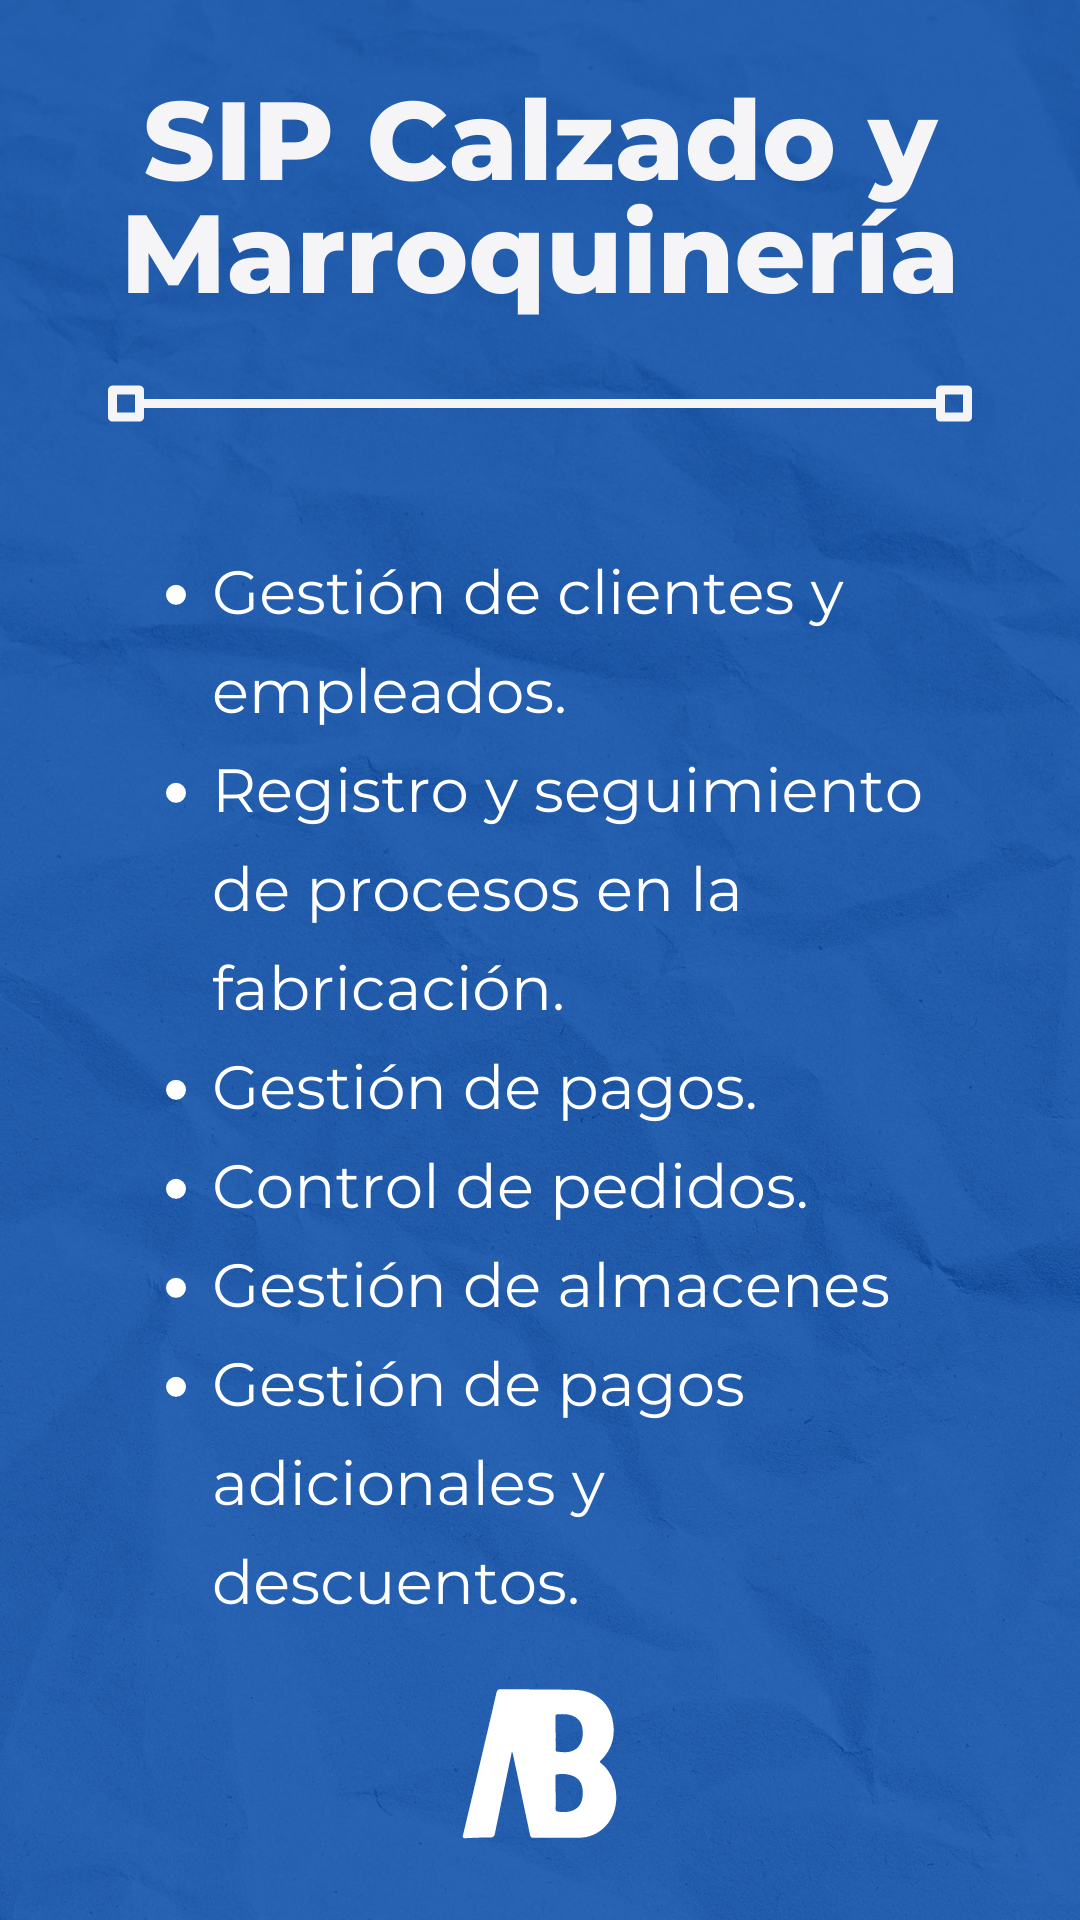 SIP Calzado y
Marroquinería
• Gestión de clientes y
empleados.
• Registro y seguimiento
de procesos en la
fabricación.
• Gestión de pagos.
• Control de pedidos.
• Gestión de almacenes
• Gestión de pagos
adicionales y
descuentos.
AB